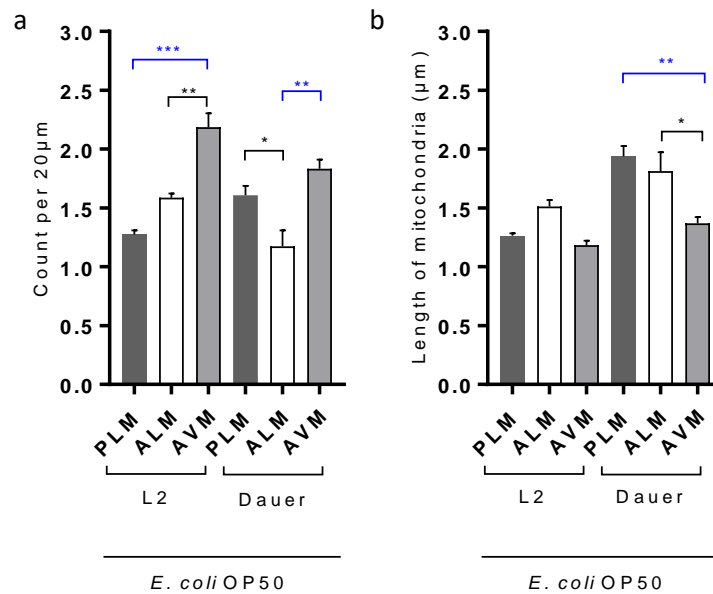 a
Count per 20µm
3.0
2.5
2.0
1.5
1.0
0.5
0.0
***
**
*
**
PLM
ALM
AVM
PLM
ALM
AVM
L2
Dauer
E. coli OP50
b
Length of mitochondria (µm)
3.0
2.5
2.0
1.5
1.0
0.5
0.0
**
*
PLM
ALM
AVM
PLM
ALM
AVM
L2
Dauer
E. coli OP50